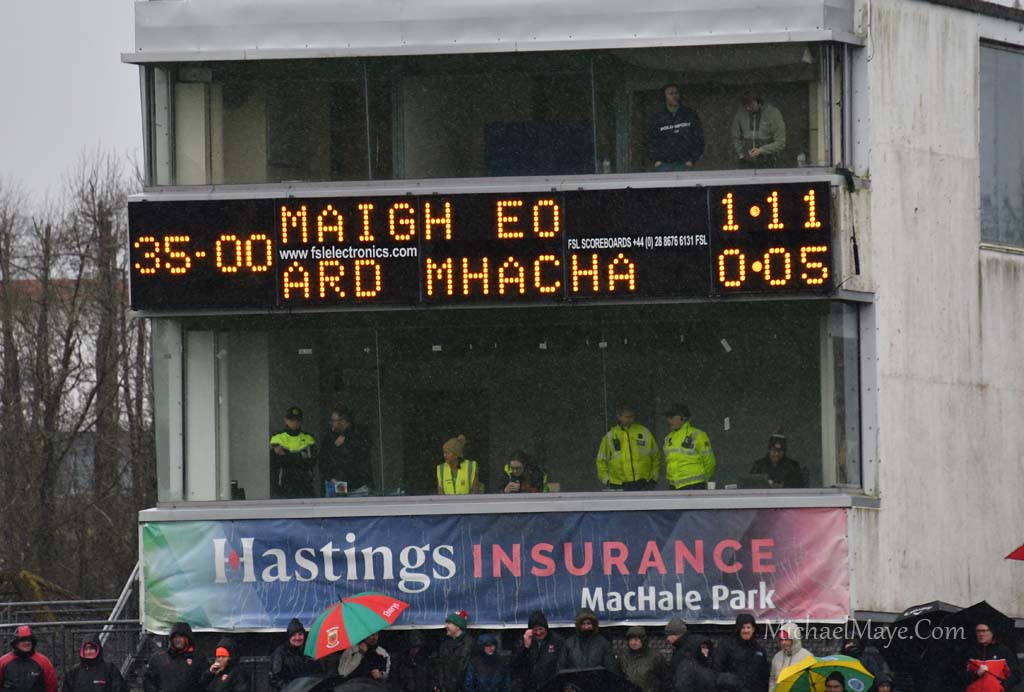 35-00 MAIGH EO 1-11
www.fslelectronics.com
FSL SCOREBOARDS +44 (0) 28 8676 6131 FSL
ARD MHACHA 0-05
Hastings INSURANCE
MacHale Park
MichaelMaye.Com